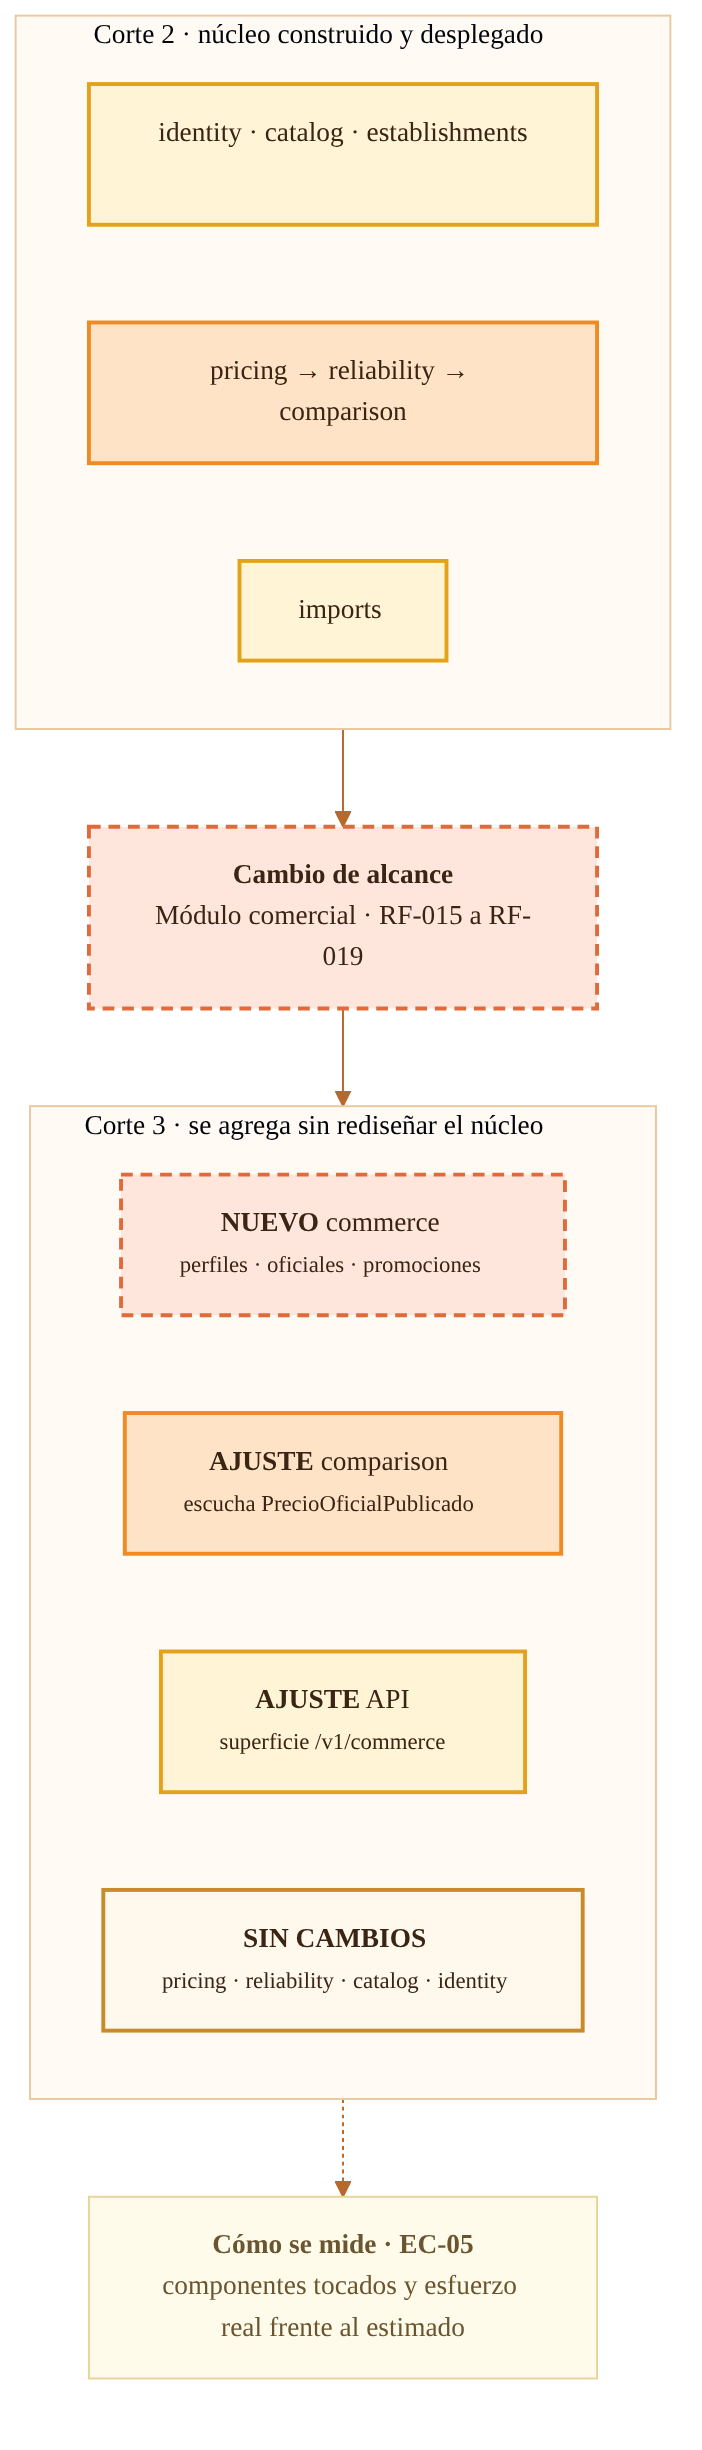 Corte 2 · núcleo construido y desplegado
identity · catalog · establishments
pricing → reliability →
comparison
imports
Cambio de alcance
Módulo comercial · RF-015 a RF-
019
Corte 3 · se agrega sin rediseñar el núcleo
NUEVO commerce
perfiles · oficiales · promociones
AJUSTE comparison
escucha PrecioOficialPublicado
AJUSTE API
superficie /v1/commerce
SIN CAMBIOS
pricing · reliability · catalog · identity
Cómo se mide · EC-05
componentes tocados y esfuerzo
real frente al estimado